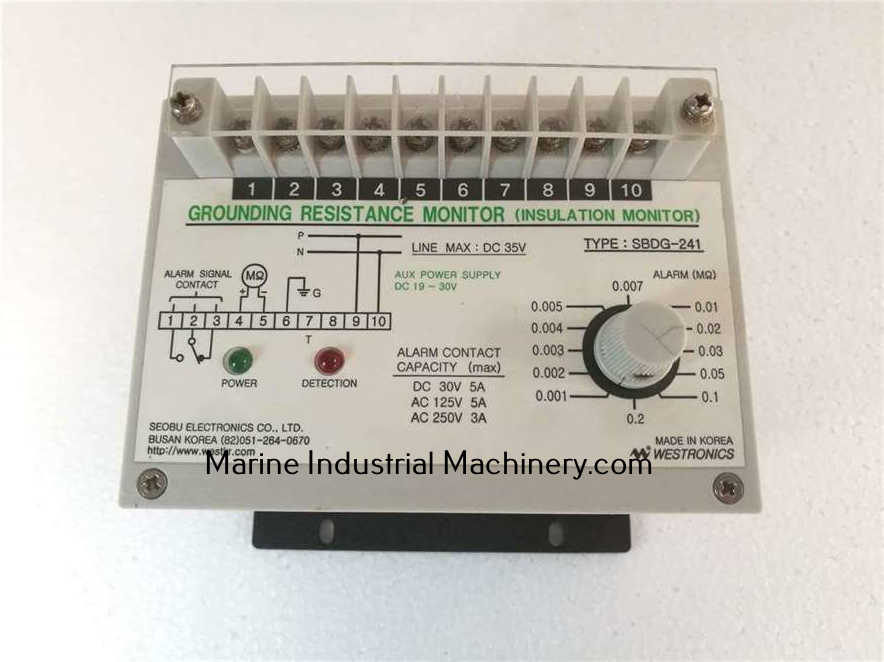 1 2 3 4 5 6 7 8 9 10
GROUNDING RESISTANCE MONITOR (INSULATION MONITOR)
P
N
LINE MAX : DC 35V
TYPE : SBDG-241
ALARM SIGNAL
CONTACT
MΩ
+ -
G
AUX POWER SUPPLY
DC 19 ~ 30V
1 2 3 4 5 6 7 8 9 10
T
POWER
DETECTION
ALARM CONTACT
CAPACITY (max)
DC 30V 5A
AC 125V 5A
AC 250V 3A
ALARM (MΩ)
0.007
0.005
0.01
0.004
0.02
0.003
0.03
0.002
0.05
0.001
0.1
0.2
SEOBU ELECTRONICS CO., LTD.
BUSAN KOREA (82)051-264-0670
MADE IN KOREA
WESTRONICS
Marine Industrial Machinery.com